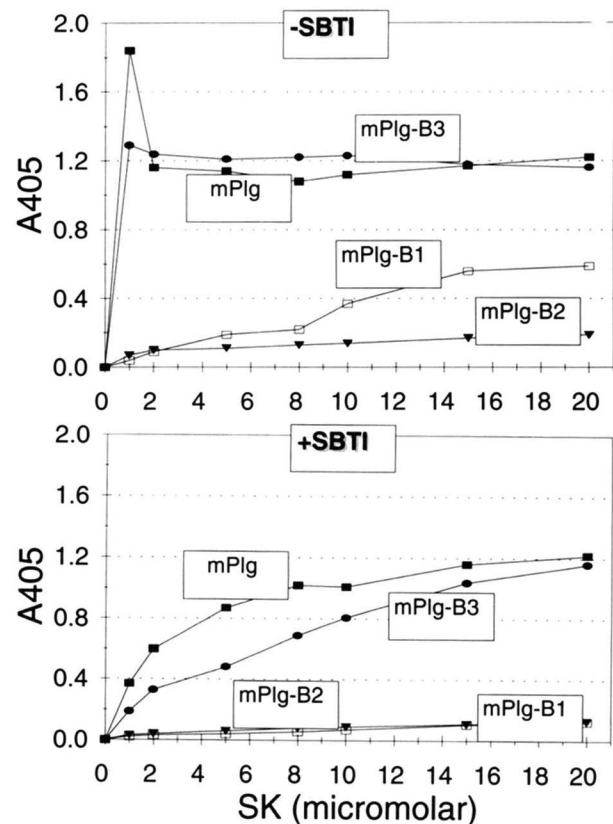 -SBTI
A405
2.0
1.6
1.2
0.8
0.4
0.0
mPlg-B3
mPlg
mPlg-B1
mPlg-B2
0 2 4 6 8 10 12 14 16 18 20
+SBTI
A405
2.0
1.6
1.2
0.8
0.4
0.0
mPlg
mPlg-B3
mPlg-B2
mPlg-B1
0 2 4 6 8 10 12 14 16 18 20
SK (micromolar)